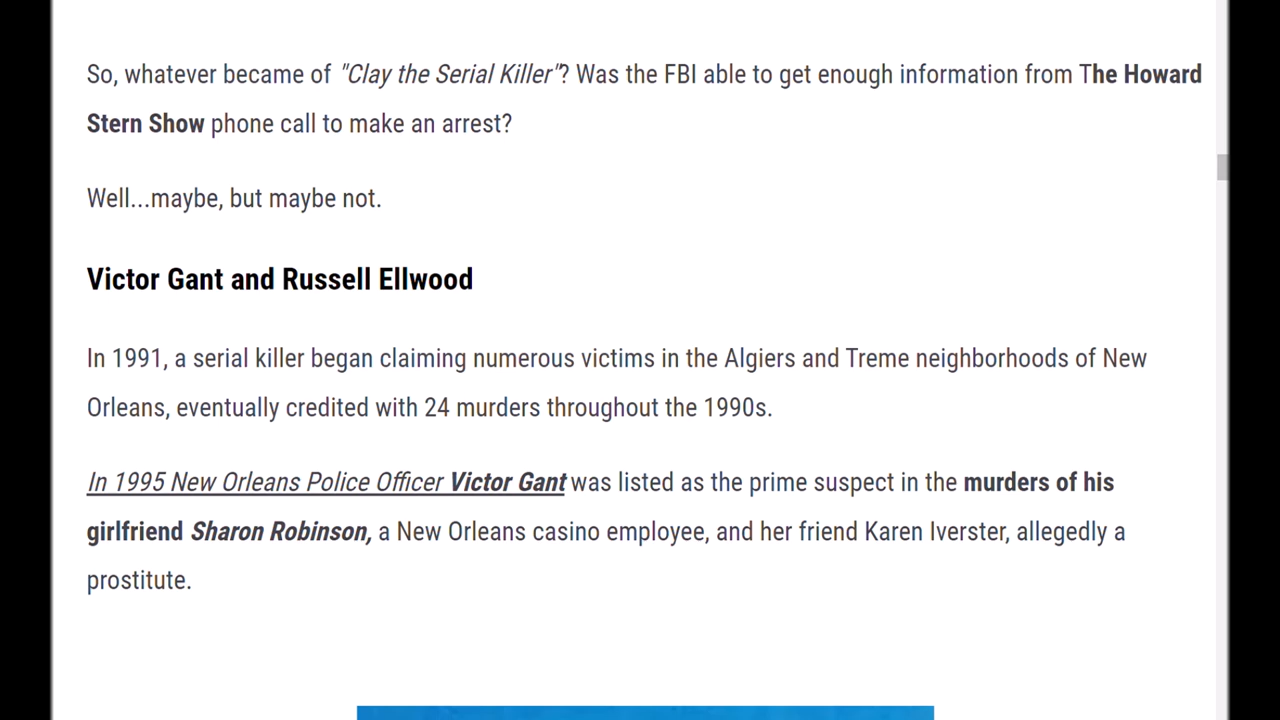 So, whatever became of "Clay the Serial Killer"? Was the FBI able to get enough information from The Howard
Stern Show phone call to make an arrest?
Well...maybe, but maybe not.
Victor Gant and Russell Ellwood
In 1991, a serial killer began claiming numerous victims in the Algiers and Treme neighborhoods of New
Orleans, eventually credited with 24 murders throughout the 1990s.
In 1995 New Orleans Police Officer Victor Gant was listed as the prime suspect in the murders of his
girlfriend Sharon Robinson, a New Orleans casino employee, and her friend Karen Iverster, allegedly a
prostitute.